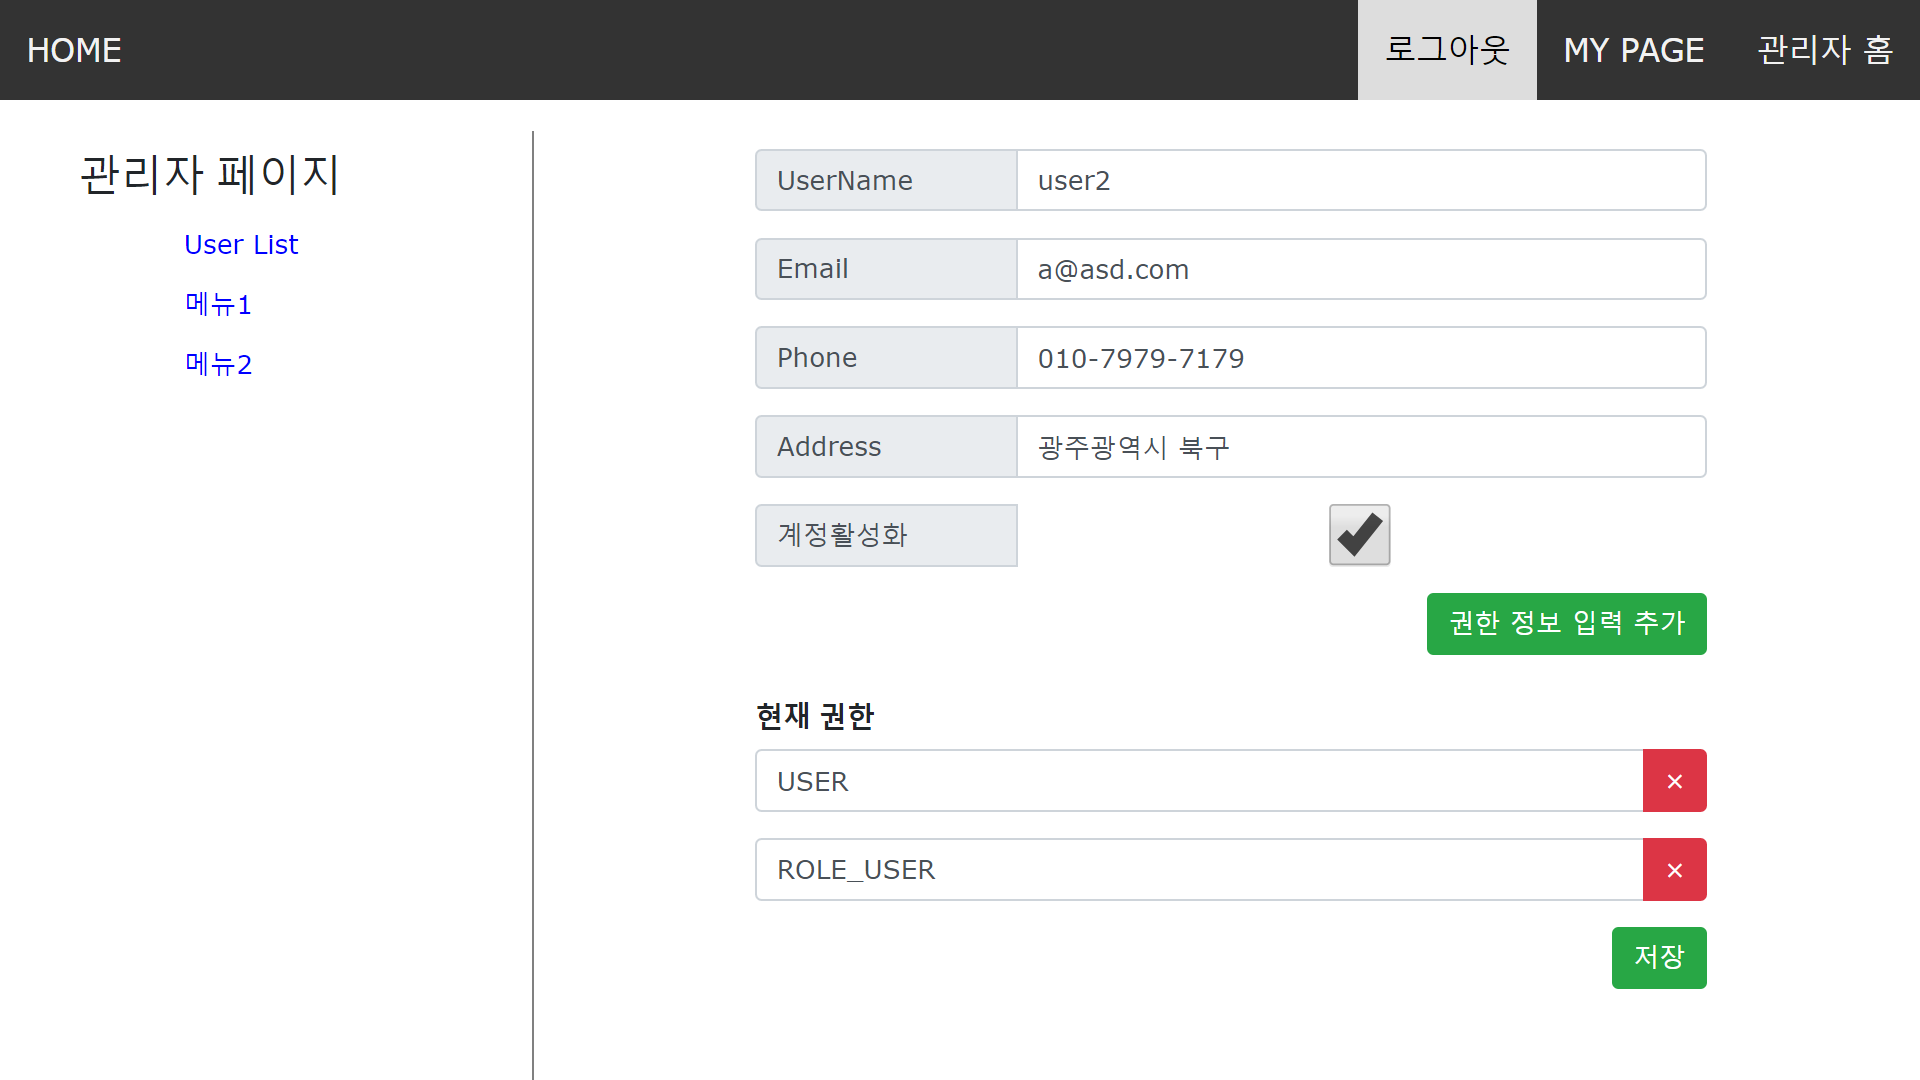 HOME 로그아웃 MY PAGE 관리자 홈
관리자 페이지
User List
메뉴1
메뉴2
UserName user2
Email a@asd.com
Phone 010-7979-7179
Address 광주광역시 북구
계정활성화
권한 정보 입력 추가
현재 권한
USER ×
ROLE_USER ×
저장